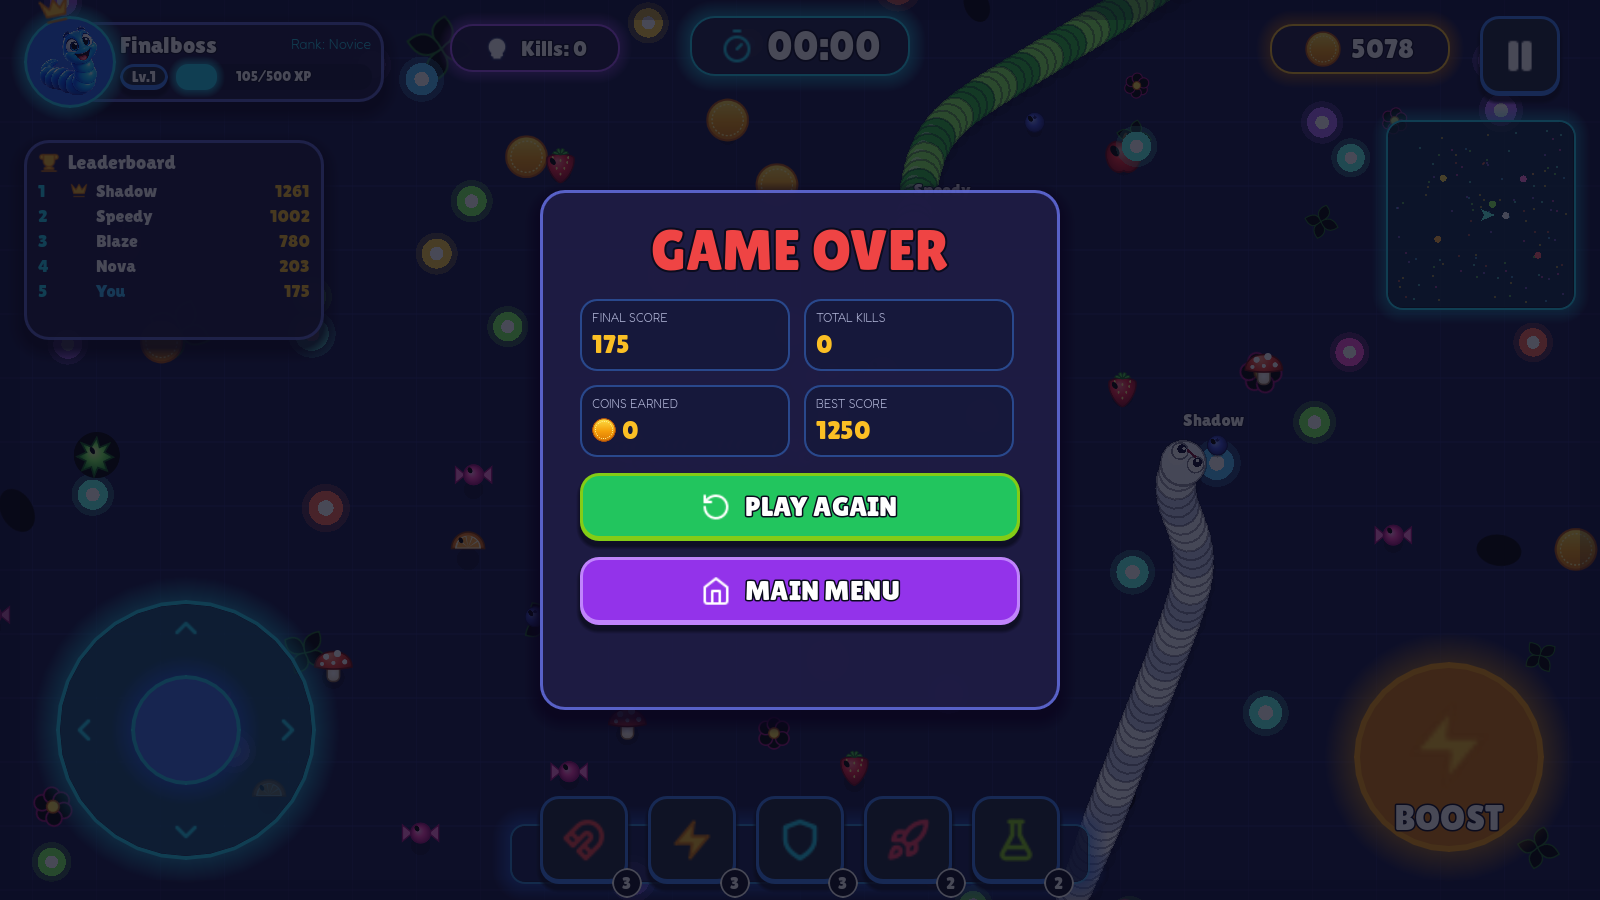 Finalboss
Rank: Novice
Lv.1
105/500 XP
Kills: 0
00:00
5078
Leaderboard
1 Shadow 1261
2 Speedy 1002
3 Blaze 780
4 Nova 203
5 You 175
Speedy
GAME OVER
FINAL SCORE
175
TOTAL KILLS
0
COINS EARNED
0
BEST SCORE
1250
PLAY AGAIN
MAIN MENU
Shadow
BOOST
3
3
3
2
2